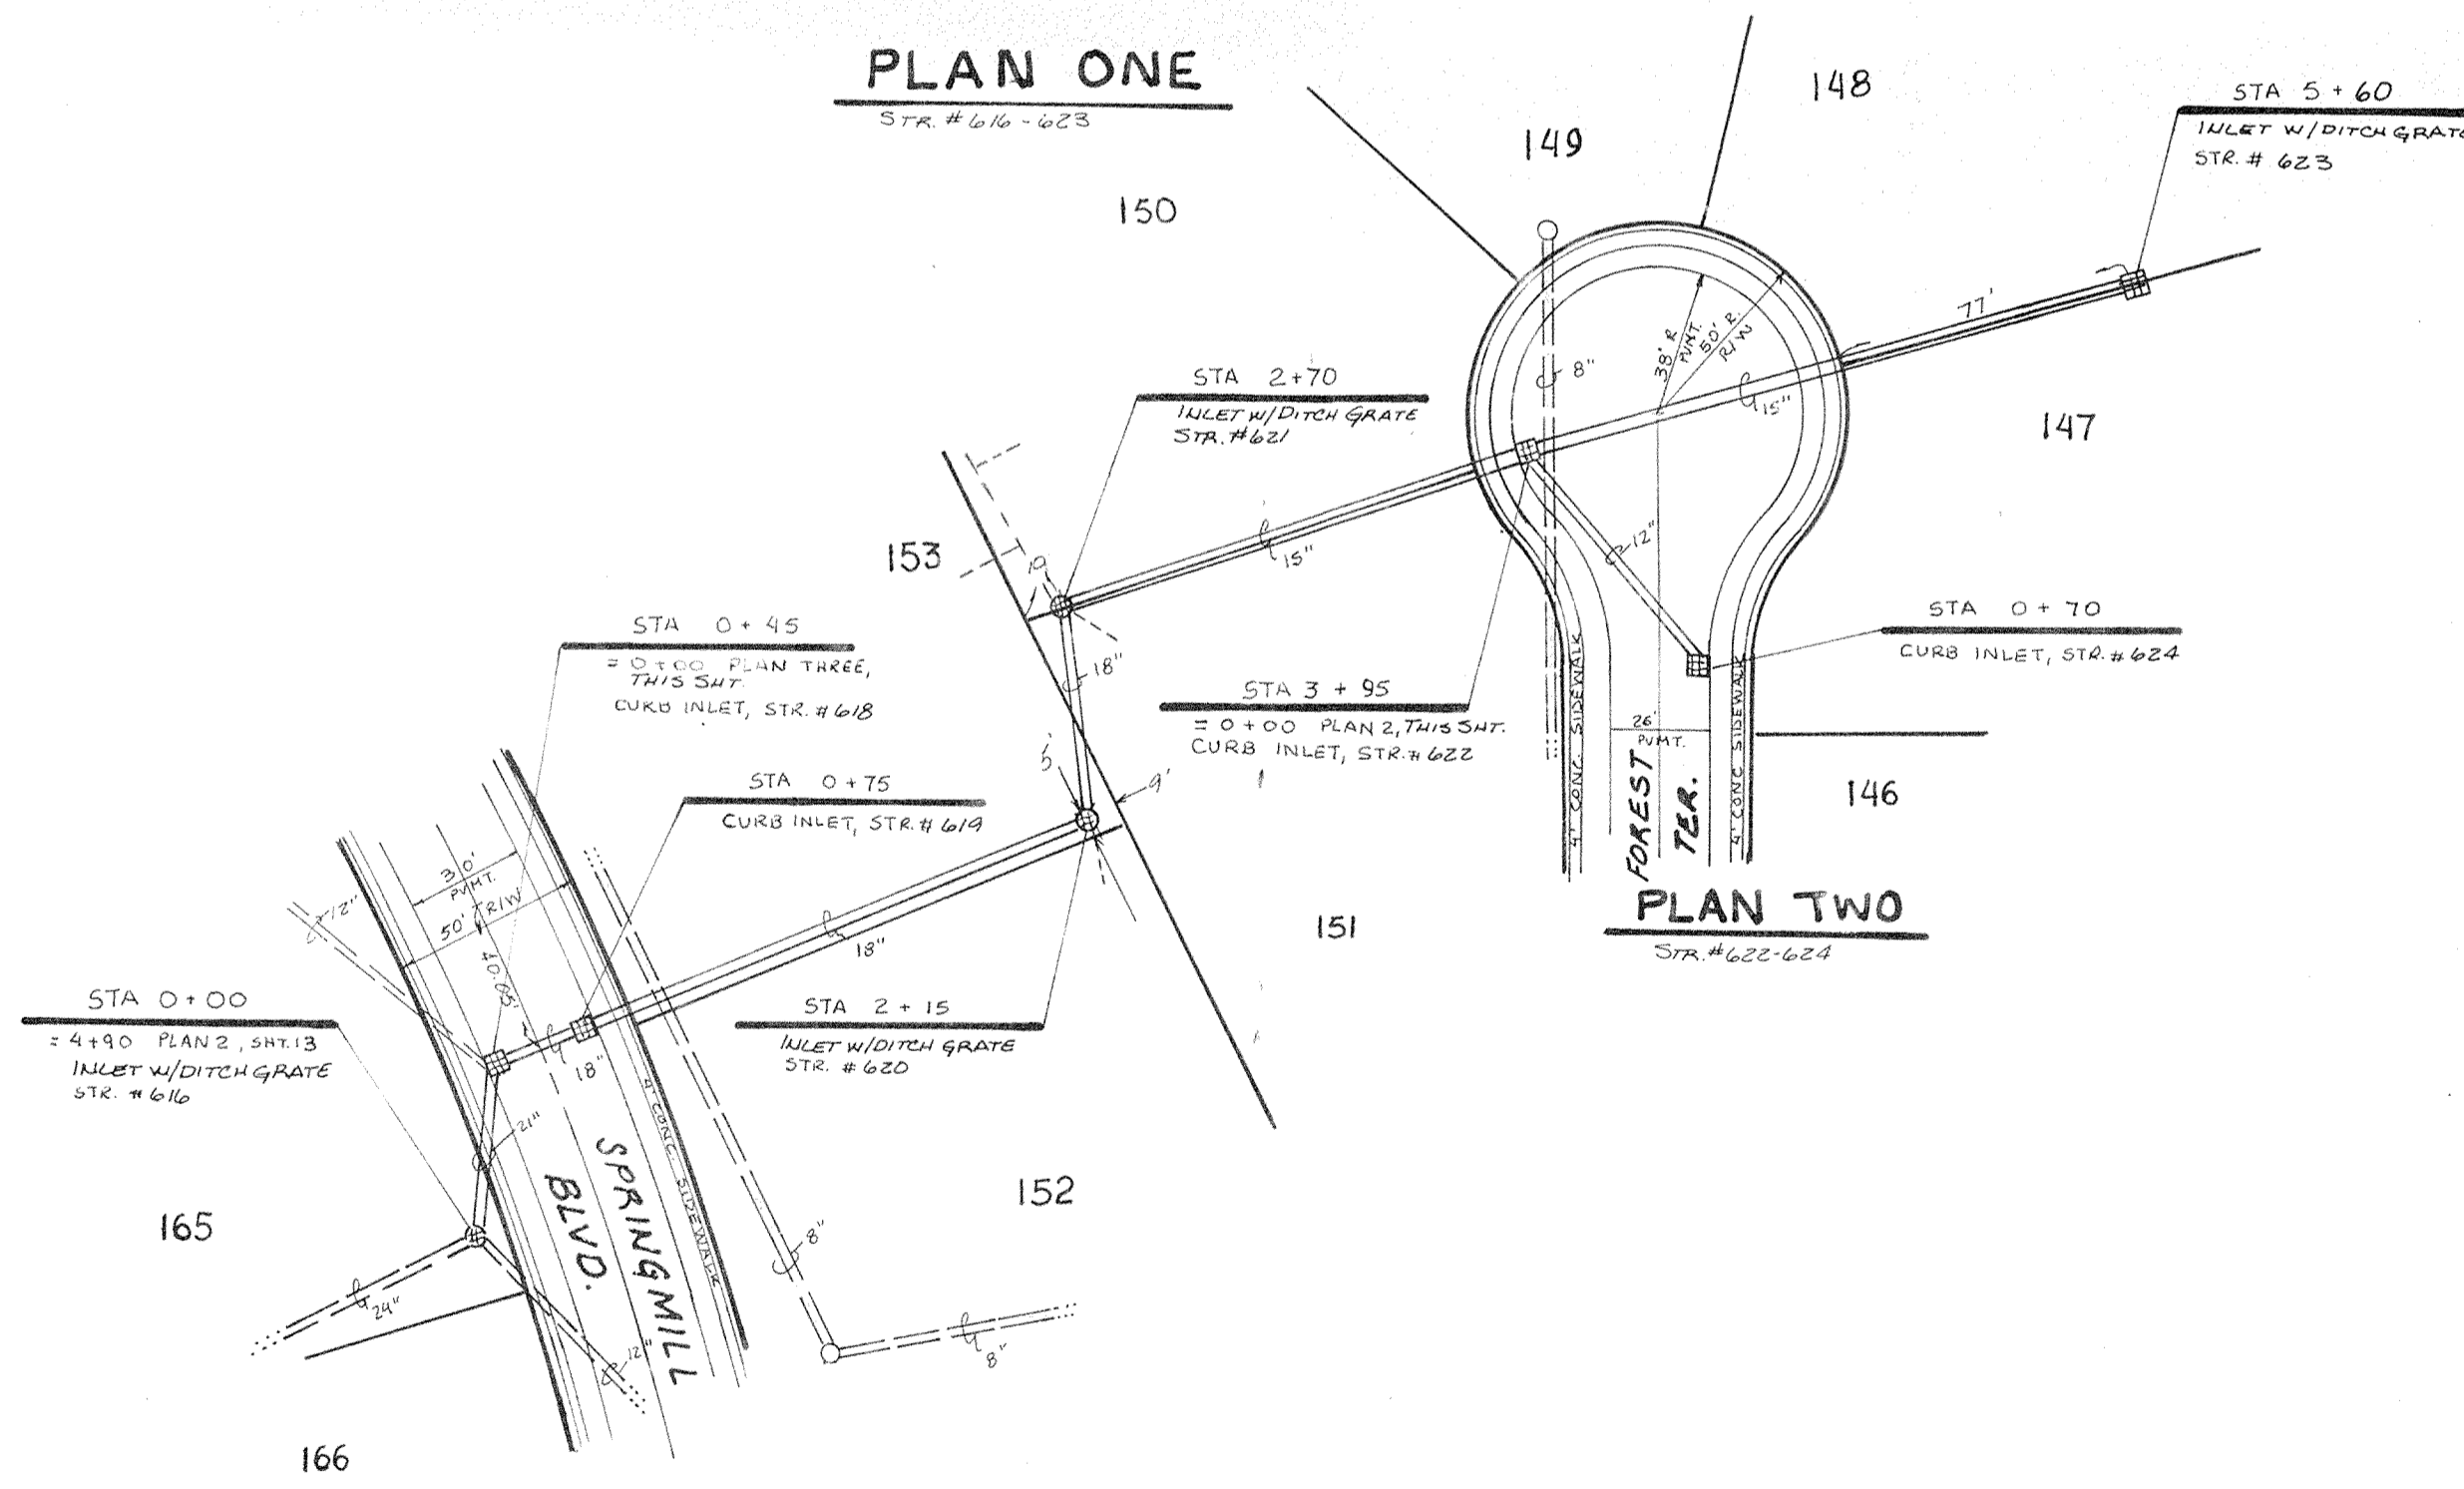 PLAN ONE
STR. # 616 - 623
148
149
150
STA 5 + 60
INLET W/DITCH GRATE
STR. # 623
77'
38' R
PVMT.
50' R.
R/W
8"
15"
147
STA 2+70
INLET W/DITCH GRATE
STR. #621
153
10
15"
12"
STA 0 + 70
CURB INLET, STR. # 624
STA 0 + 45
= 0+00 PLAN THREE,
THIS SHT.
CURB INLET, STR. # 618
18"
STA 3 + 95
= 0+00 PLAN 2, THIS SHT.
CURB INLET, STR. # 622
26'
PVMT.
4' CONC. SIDEWALK
4' CONC SIDEWALK
FOREST
TER.
146
5'
9'
STA 0+75
CURB INLET, STR. # 619
30'
PVMT.
50' R/W
40.05'
12"
18"
151
PLAN TWO
STR. #622-624
STA 0+00
= 4+90 PLAN 2, SHT. 13
INLET W/DITCH GRATE
STR. # 616
STA 2 + 15
INLET W/DITCH GRATE
STR. # 620
18"
21"
4' CONC. SIDEWALK
SPRINGMILL
BLVD.
152
165
8"
24"
12"
8"
166